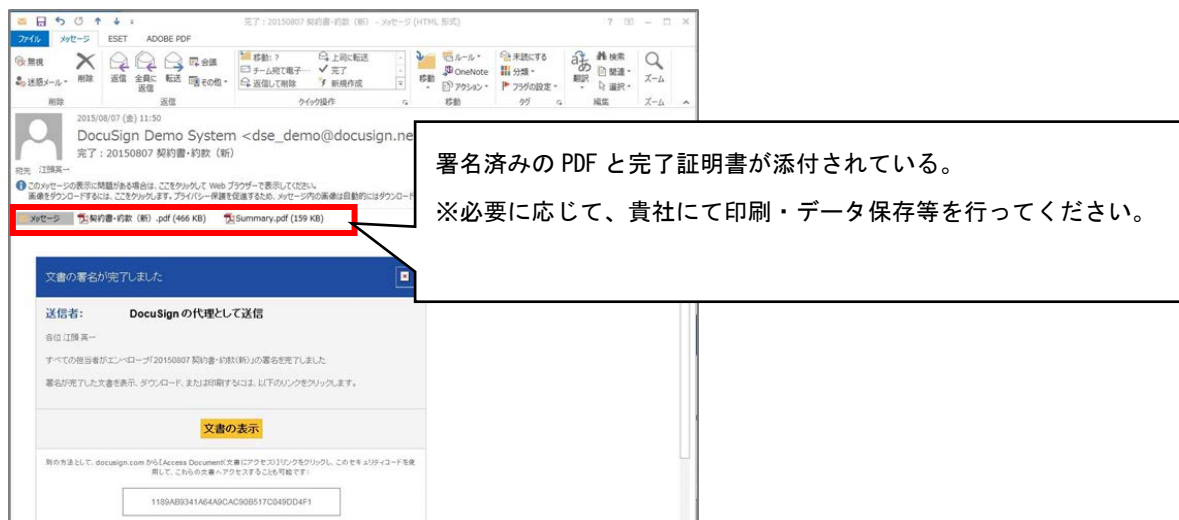 完了：20150807 契約書・約款（新） - メッセージ (HTML 形式)
ファイル メッセージ ESET ADOBE PDF
無視
迷惑メール
削除
返信
全員に返信
転送
会議
その他
移動: ?
チーム宛て電子…
返信して削除
上司に転送
完了
新規作成
移動
ルール
OneNote
アクション
未読にする
分類
フラグの設定
翻訳
検索
関連
選択
ズーム
削除 返信 クイック操作 移動 タグ 編集 ズーム
2015/08/07 (金) 11:50
DocuSign Demo System <dse_demo@docusign.ne
完了：20150807 契約書・約款（新）
宛先 江頭英一
このメッセージの表示に問題がある場合は、ここをクリックして Web ブラウザーで表示してください。
画像をダウンロードするには、ここをクリックします。プライバシー保護を促進するため、メッセージ内の画像は自動的にはダウンロード
メッセージ 契約書・約款（新）.pdf (466 KB) Summary.pdf (159 KB)
署名済みの PDF と完了証明書が添付されている。
※必要に応じて、貴社にて印刷・データ保存等を行ってください。
文書の署名が完了しました
送信者: DocuSign の代理として送信
各位 江頭 英一
すべての担当者がエンベロープ「20150807 契約書・約款(新)」の署名を完了しました
署名が完了した文書を表示、ダウンロード、または印刷するには、以下のリンクをクリックします。
文書の表示
別の方法として、docusign.com から[Access Document(文書にアクセス)]リンクをクリックし、このセキュリティコードを使
用して、これらの文書へアクセスすることも可能です:
1189AB9341A64A9CAC90B517C049DD4F1